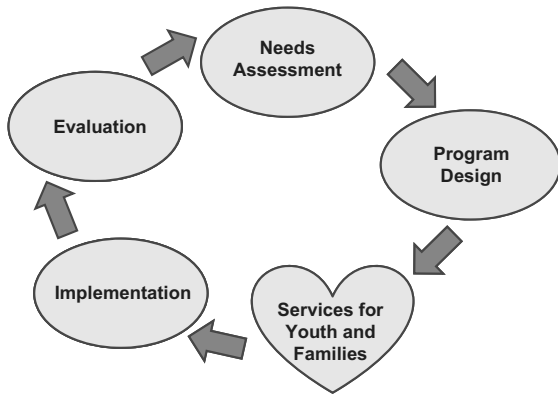 Needs
Assessment
Program
Design
Services for
Youth and
Families
Implementation
Evaluation